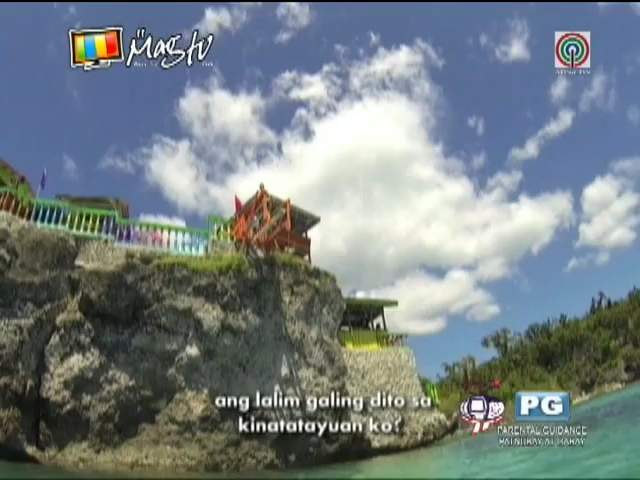 MagTV
ang lalim galing dito sa
kinatatayuan ko?
PG
PARENTAL GUIDANCE
PATNUBAY AT GABAY